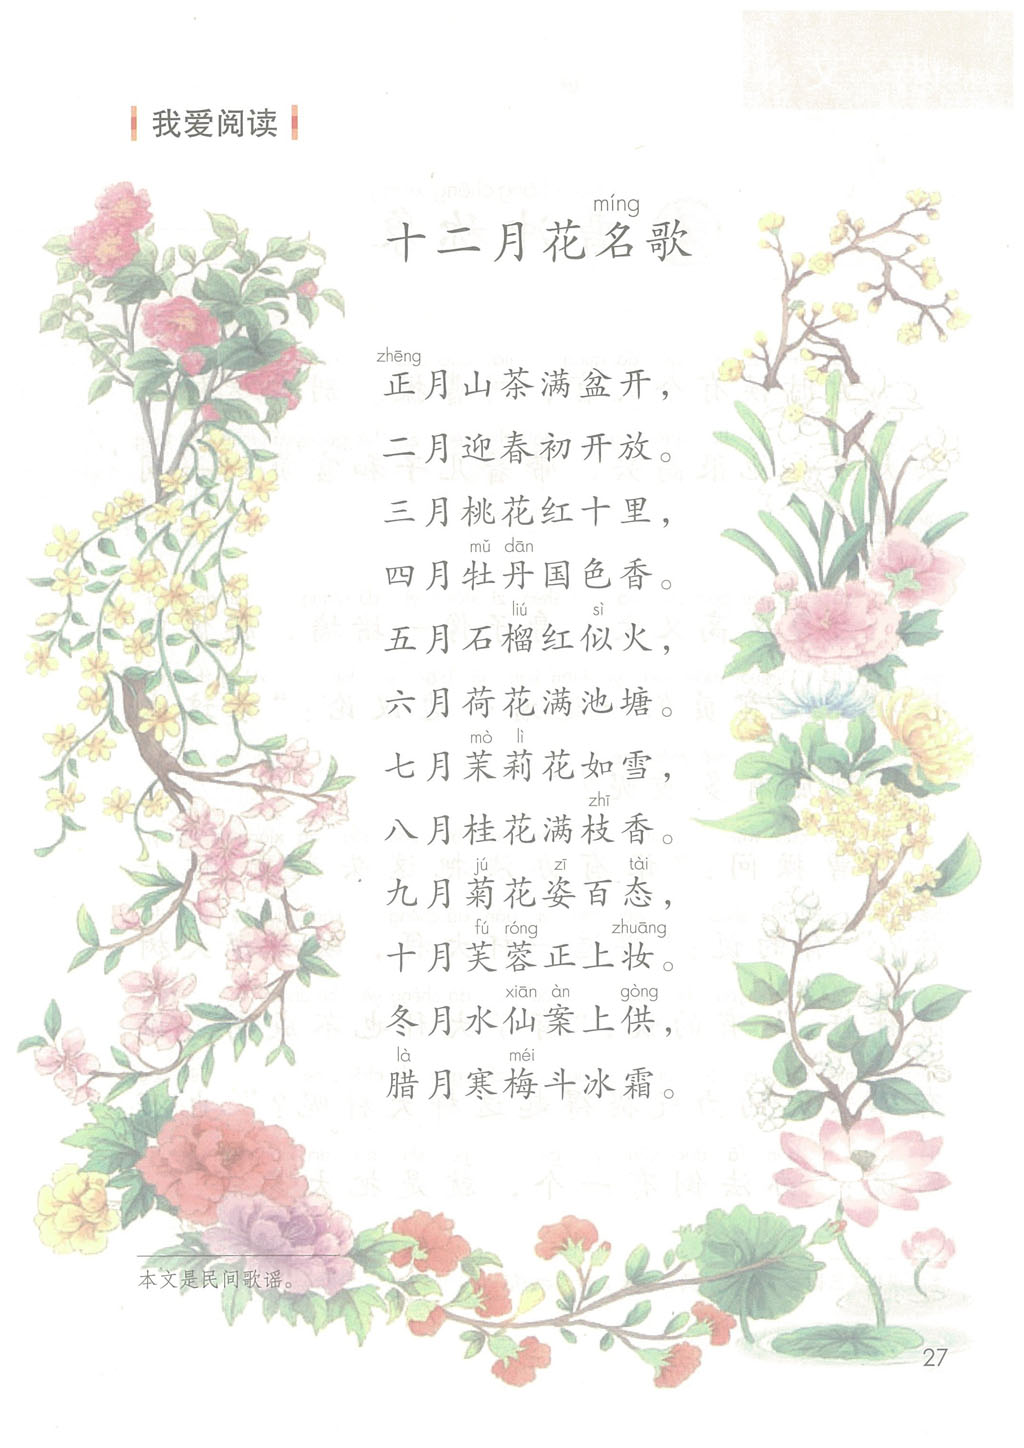 我爱阅读
míng
十二月花名歌
zhēng
正月山茶满盆开，
二月迎春初开放。
三月桃花红十里，
mǔ dān
四月牡丹国色香。
liú sì
五月石榴红似火，
六月荷花满池塘。
mò lì
七月茉莉花如雪，
zhī
八月桂花满枝香。
jú zī tài
九月菊花姿百态，
fú róng zhuāng
十月芙蓉正上妆。
xiān àn gòng
冬月水仙案上供，
là méi
腊月寒梅斗冰霜。
本文是民间歌谣。
27